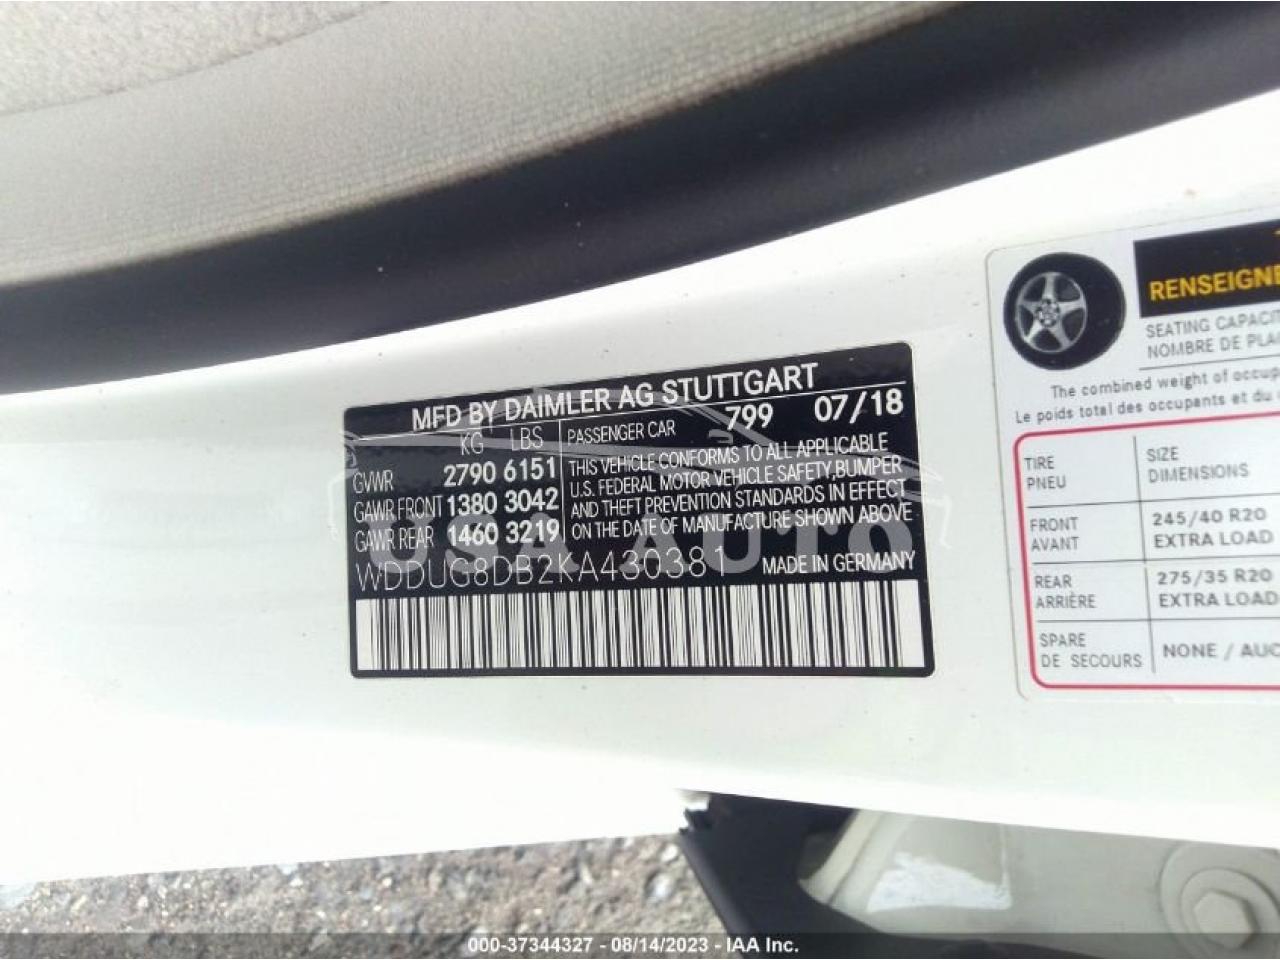 MFD BY DAIMLER AG STUTTGART
KG LBS
PASSENGER CAR 799 07/18
GVWR 2790 6151
GAWR FRONT 1380 3042
GAWR REAR 1460 3219
THIS VEHICLE CONFORMS TO ALL APPLICABLE
U.S. FEDERAL MOTOR VEHICLE SAFETY, BUMPER
AND THEFT PREVENTION STANDARDS IN EFFECT
ON THE DATE OF MANUFACTURE SHOWN ABOVE
WDDUG8DB2KA430381 MADE IN GERMANY
USA AUTO
RENSEIGNE
SEATING CAPACIT
NOMBRE DE PLA
The combined weight of occup
Le poids total des occupants et du
TIRE
PNEU
SIZE
DIMENSIONS
FRONT
AVANT
245/40 R20
EXTRA LOAD
REAR
ARRIÈRE
275/35 R20
EXTRA LOAD
SPARE
DE SECOURS
NONE / AUC
000-37344327 - 08/14/2023 - IAA Inc.